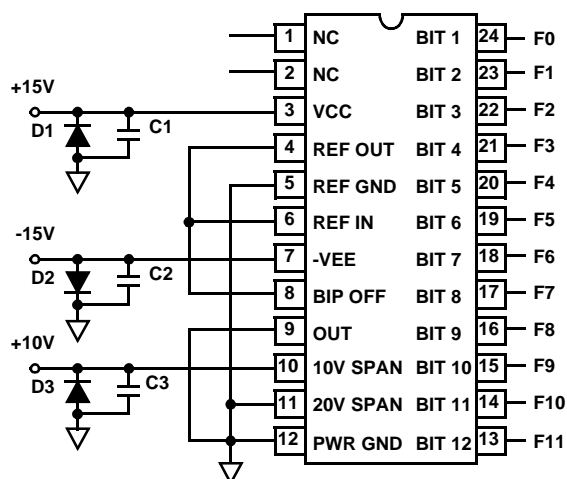 1 NC BIT 1 24 F0
2 NC BIT 2 23 F1
+15V
3 VCC BIT 3 22 F2
D1 C1
4 REF OUT BIT 4 21 F3
5 REF GND BIT 5 20 F4
6 REF IN BIT 6 19 F5
-15V
7 -VEE BIT 7 18 F6
D2 C2
8 BIP OFF BIT 8 17 F7
9 OUT BIT 9 16 F8
+10V
10 10V SPAN BIT 10 15 F9
D3 C3
11 20V SPAN BIT 11 14 F10
12 PWR GND BIT 12 13 F11